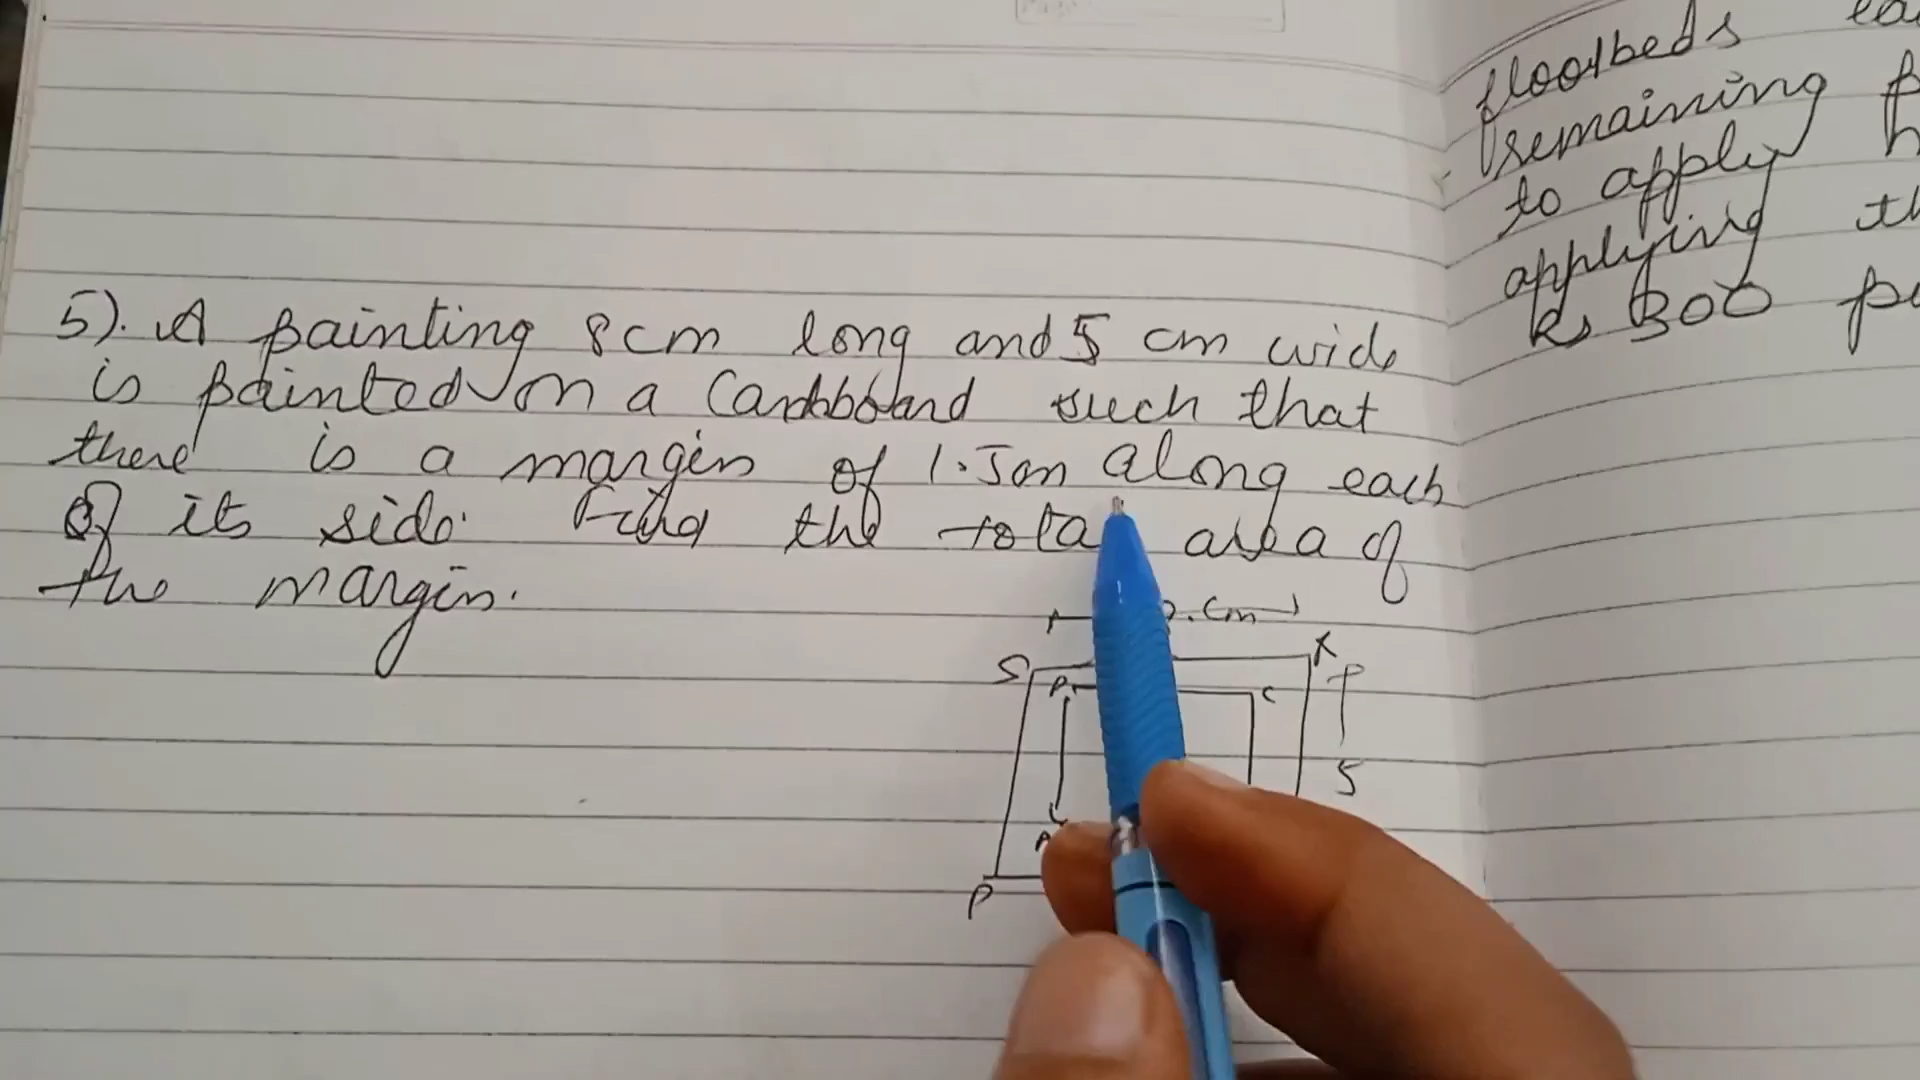 5). A painting 8cm long and 5 cm wide
is painted on a Cardboard such that
there is a margin of 1.5cm along each
of its side. Find the total area of
the margin.
cm
S
R
D
C
5
A
P
floorbeds
remaining
to apply
applying
Rs 300